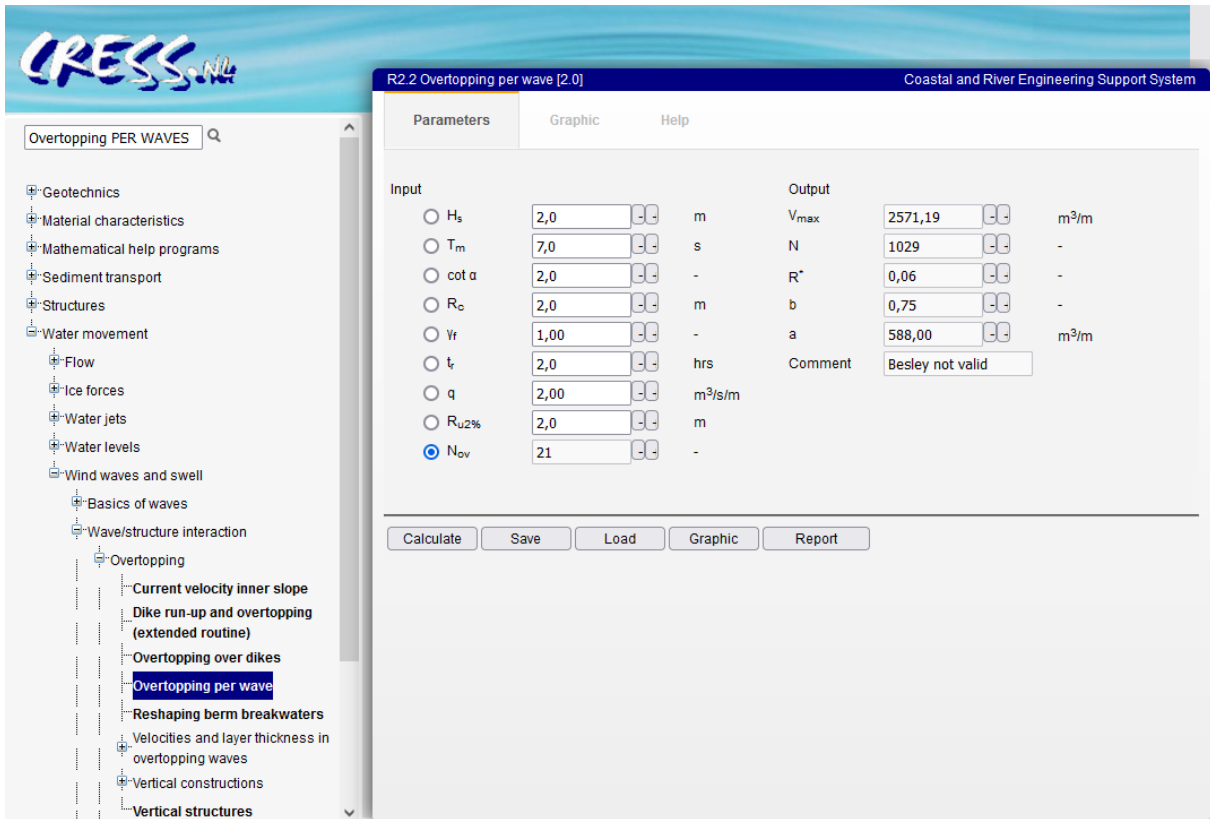 CRESS.NL
R2.2 Overtopping per wave [2.0] Coastal and River Engineering Support System
Overtopping PER WAVES
Geotechnics
Material characteristics
Mathematical help programs
Sediment transport
Structures
Water movement
Flow
Ice forces
Water jets
Water levels
Wind waves and swell
Basics of waves
Wave/structure interaction
Overtopping
Current velocity inner slope
Dike run-up and overtopping
(extended routine)
Overtopping over dikes
Overtopping per wave
Reshaping berm breakwaters
Velocities and layer thickness in
overtopping waves
Vertical constructions
Vertical structures
Parameters Graphic Help
Input Output
Hs 2,0 m Vmax 2571,19 m3/m
Tm 7,0 s N 1029 -
cot α 2,0 - R* 0,06 -
Rc 2,0 m b 0,75 -
γf 1,00 - a 588,00 m3/m
tr 2,0 hrs Comment Besley not valid
q 2,00 m3/s/m
Ru2% 2,0 m
Nov 21 -
Calculate Save Load Graphic Report